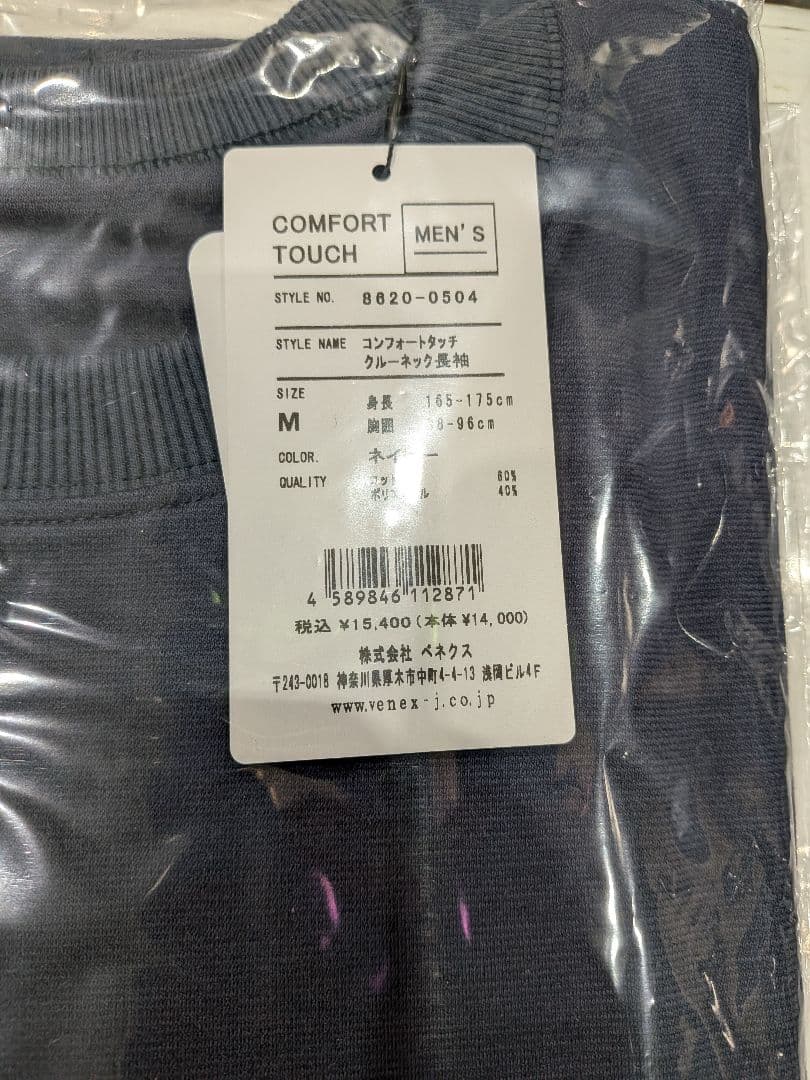 COMFORT TOUCH
MEN'S
STYLE NO. 8620-0504
STYLE NAME コンフォートタッチ
クルーネック長袖
SIZE
M
身長 165-175cm
胸囲 8-96cm
COLOR.
QUALITY 60%
40%
4 589846 112871
税込 ¥15,400(本体 ¥14,000)
株式会社 ベネクス
〒243-0018 神奈川県厚木市中町4-4-13 浅岡ビル4F
www.venex-j.co.jp